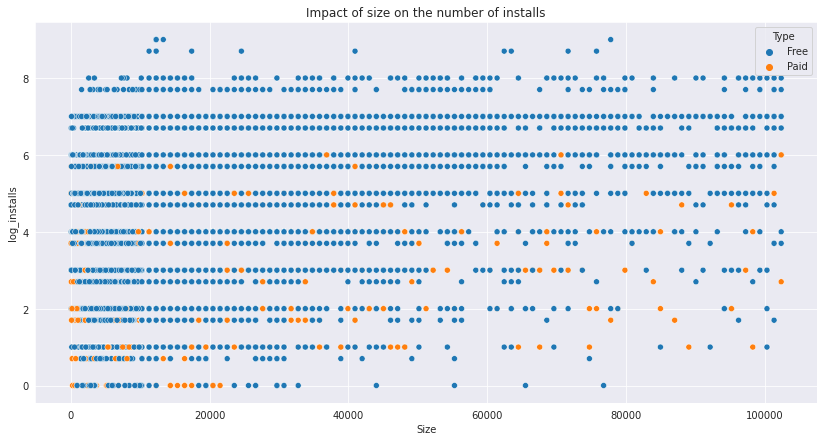 Impact of size on the number of installs
Type
Free
Paid
8
6
4
2
0
log_installs
0
20000
40000
60000
80000
100000
Size